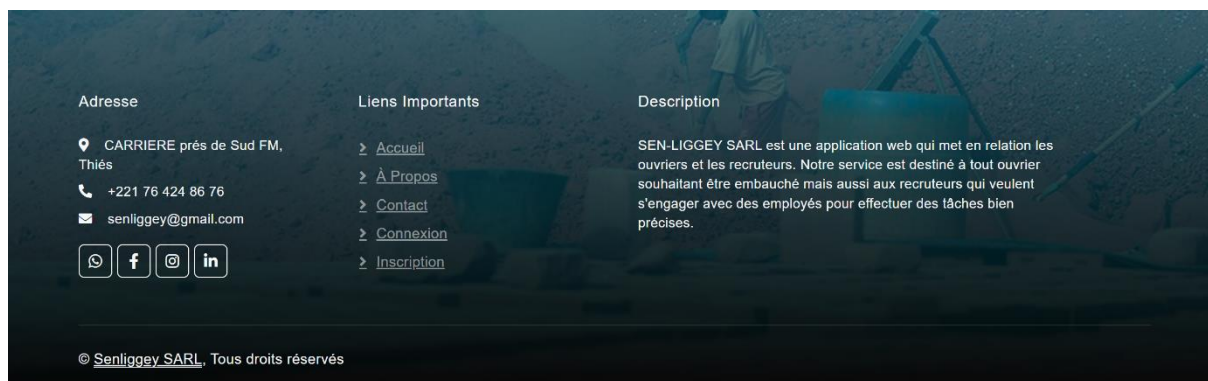 Adresse
CARRIERE prés de Sud FM,
Thiés
+221 76 424 86 76
senliggey@gmail.com
Liens Importants
Accueil
À Propos
Contact
Connexion
Inscription
Description
SEN-LIGGEY SARL est une application web qui met en relation les
ouvriers et les recruteurs. Notre service est destiné à tout ouvrier
souhaitant être embauché mais aussi aux recruteurs qui veulent
s'engager avec des employés pour effectuer des tâches bien
précises.
© Senliggey SARL, Tous droits réservés